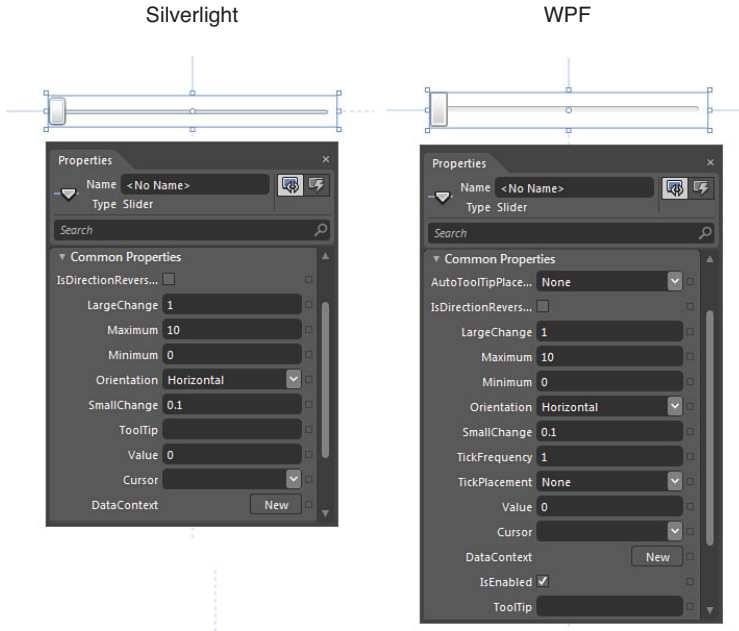 Silverlight
Properties ×
Name <No Name>
Type Slider
Search
Common Properties
IsDirectionRevers...
LargeChange 1
Maximum 10
Minimum 0
Orientation Horizontal
SmallChange 0.1
ToolTip
Value 0
Cursor
DataContext New
WPF
Properties ×
Name <No Name>
Type Slider
Search
Common Properties
AutoToolTipPlace... None
IsDirectionRevers...
LargeChange 1
Maximum 10
Minimum 0
Orientation Horizontal
SmallChange 0.1
TickFrequency 1
TickPlacement None
Value 0
Cursor
DataContext New
IsEnabled
ToolTip